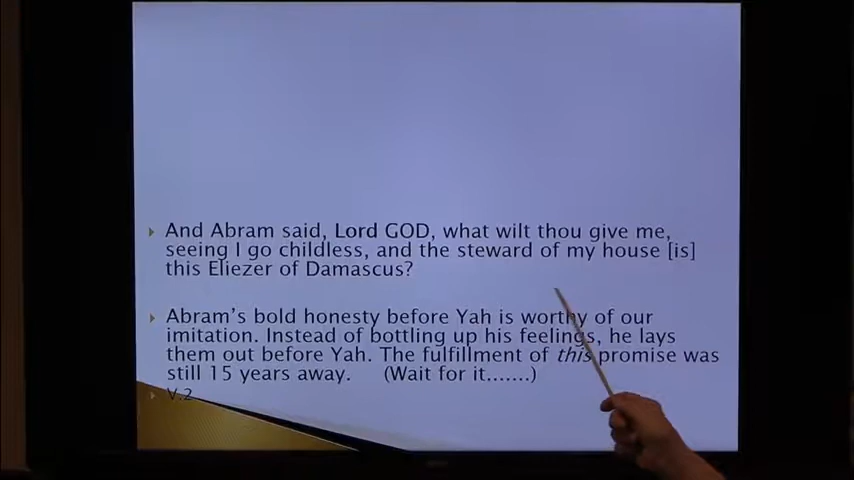 And Abram said, Lord GOD, what wilt thou give me,
seeing I go childless, and the steward of my house [is]
this Eliezer of Damascus?
Abram's bold honesty before Yah is worthy of our
imitation. Instead of bottling up his feelings, he lays
them out before Yah. The fulfillment of this promise was
still 15 years away. (Wait for it.......)
V.2